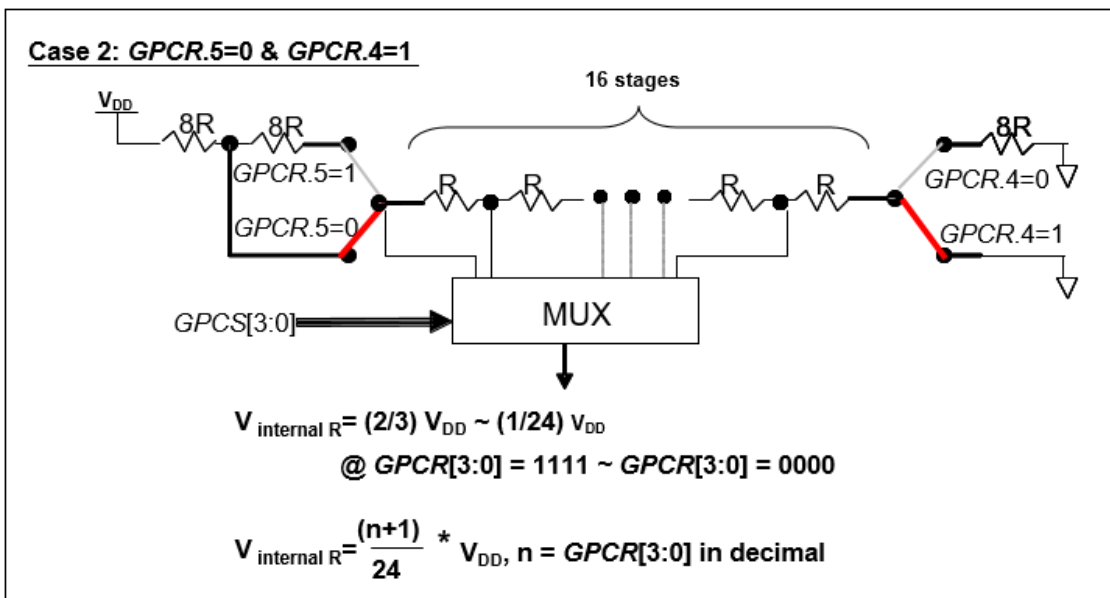 Case 2: GPCR.5=0 & GPCR.4=1
16 stages
VDD
8R
8R
8R
GPCR.5=1
GPCR.4=0
R
R
R
R
GPCR.5=0
GPCR.4=1
MUX
GPCS[3:0]
V internal R= (2/3) VDD ~ (1/24) VDD
@ GPCR[3:0] = 1111 ~ GPCR[3:0] = 0000
V internal R= (n+1)/24 * VDD, n = GPCR[3:0] in decimal